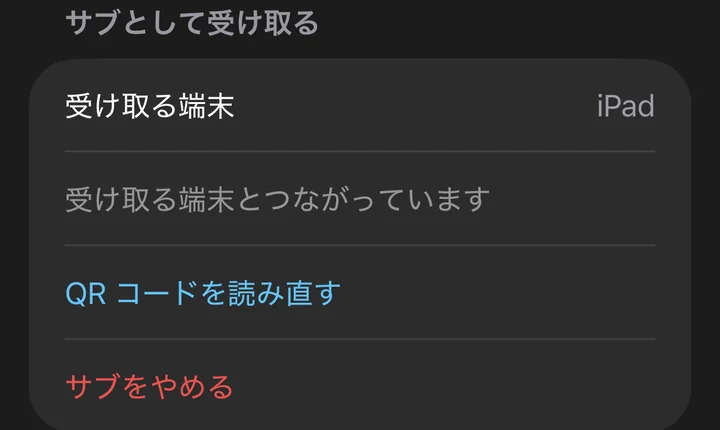 サブとして受け取る
受け取る端末 iPad
受け取る端末とつながっています
QR コードを読み直す
サブをやめる